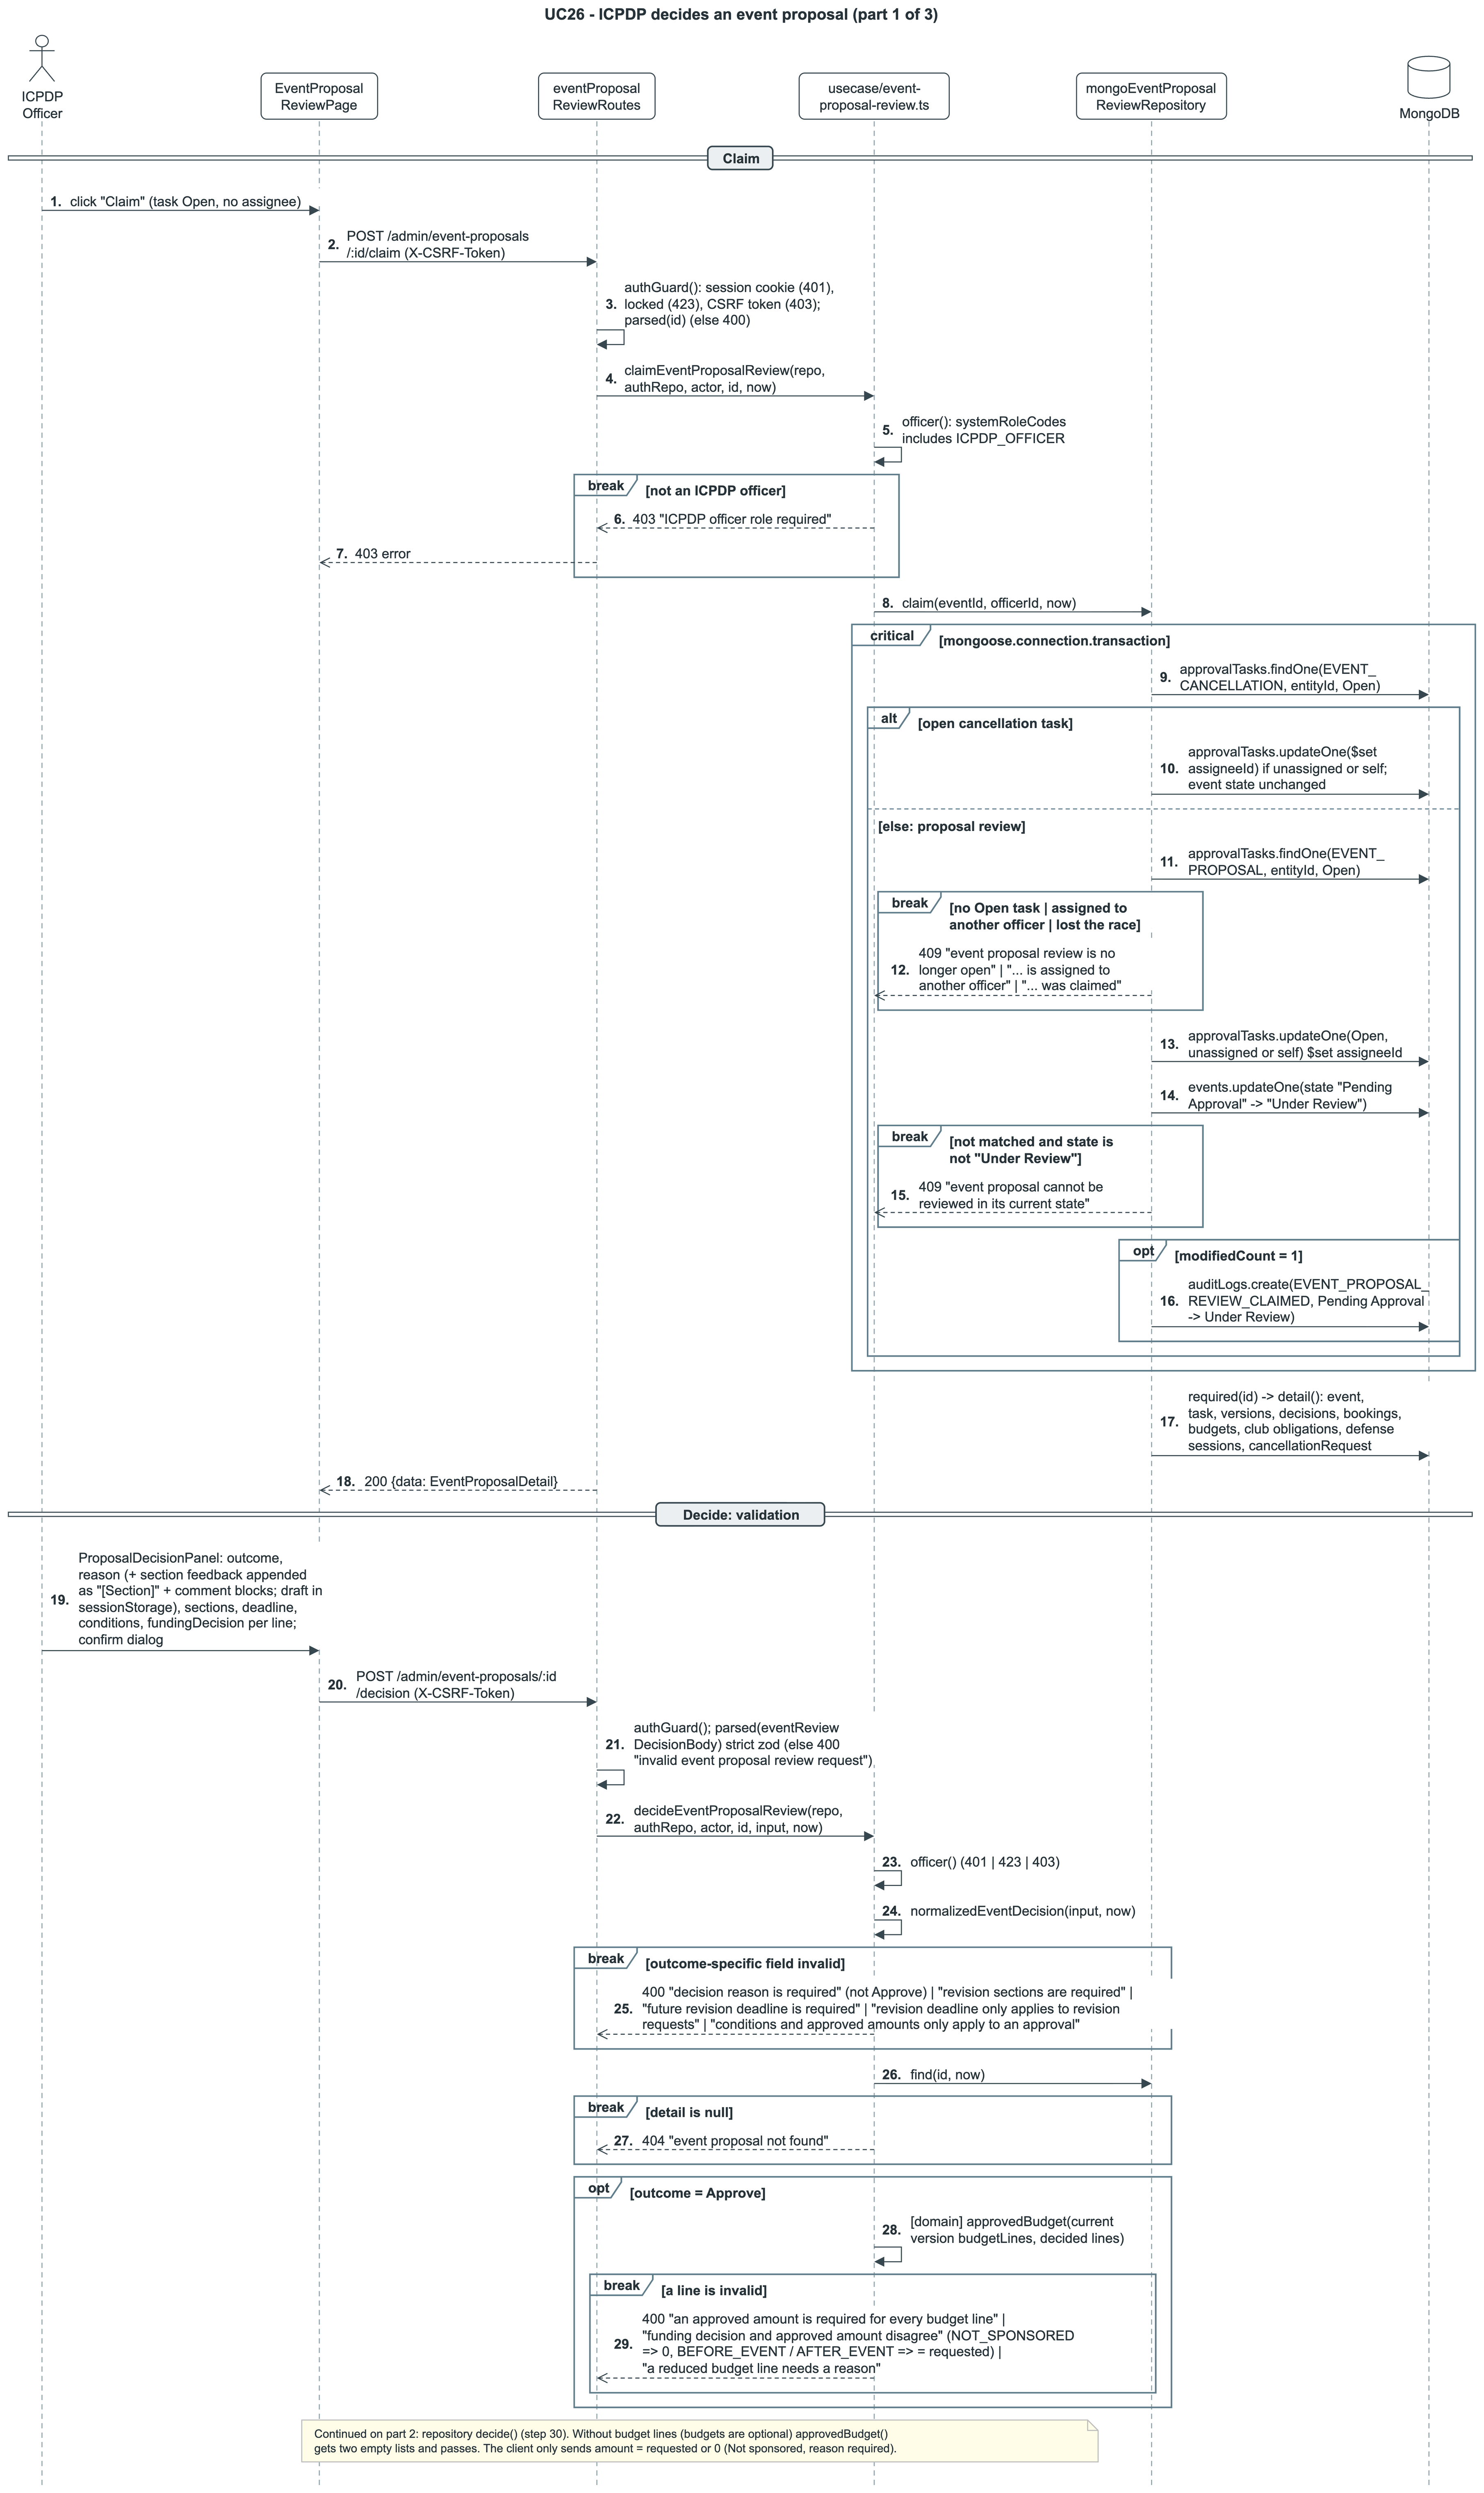 UC26 - ICPDP decides an event proposal (part 1 of 3)
ICPDP
Officer
EventProposal
ReviewPage
eventProposal
ReviewRoutes
usecase/event-
proposal-review.ts
mongoEventProposal
ReviewRepository
MongoDB
Claim
1. click "Claim" (task Open, no assignee)
2. POST /admin/event-proposals
/:id/claim (X-CSRF-Token)
3. authGuard(): session cookie (401),
locked (423), CSRF token (403);
parsed(id) (else 400)
4. claimEventProposalReview(repo,
authRepo, actor, id, now)
5. officer(): systemRoleCodes
includes ICPDP_OFFICER
break [not an ICPDP officer]
6. 403 "ICPDP officer role required"
7. 403 error
8. claim(eventId, officerId, now)
critical [mongoose.connection.transaction]
9. approvalTasks.findOne(EVENT_
CANCELLATION, entityId, Open)
alt [open cancellation task]
10. approvalTasks.updateOne($set
assigneeId) if unassigned or self;
event state unchanged
[else: proposal review]
11. approvalTasks.findOne(EVENT_
PROPOSAL, entityId, Open)
break [no Open task | assigned to
another officer | lost the race]
12. 409 "event proposal review is no
longer open" | "... is assigned to
another officer" | "... was claimed"
13. approvalTasks.updateOne(Open,
unassigned or self) $set assigneeId
14. events.updateOne(state "Pending
Approval" -> "Under Review")
break [not matched and state is
not "Under Review"]
15. 409 "event proposal cannot be
reviewed in its current state"
opt [modifiedCount = 1]
16. auditLogs.create(EVENT_PROPOSAL_
REVIEW_CLAIMED, Pending Approval
-> Under Review)
17. required(id) -> detail(): event,
task, versions, decisions, bookings,
budgets, club obligations, defense
sessions, cancellationRequest
18. 200 {data: EventProposalDetail}
Decide: validation
19. ProposalDecisionPanel: outcome,
reason (+ section feedback appended
as "[Section]" + comment blocks; draft in
sessionStorage), sections, deadline,
conditions, fundingDecision per line;
confirm dialog
20. POST /admin/event-proposals/:id
/decision (X-CSRF-Token)
21. authGuard(); parsed(eventReview
DecisionBody) strict zod (else 400
"invalid event proposal review request")
22. decideEventProposalReview(repo,
authRepo, actor, id, input, now)
23. officer() (401 | 423 | 403)
24. normalizedEventDecision(input, now)
break [outcome-specific field invalid]
25. 400 "decision reason is required" (not Approve) | "revision sections are required" |
"future revision deadline is required" | "revision deadline only applies to revision
requests" | "conditions and approved amounts only apply to an approval"
26. find(id, now)
break [detail is null]
27. 404 "event proposal not found"
opt [outcome = Approve]
28. [domain] approvedBudget(current
version budgetLines, decided lines)
break [a line is invalid]
29. 400 "an approved amount is required for every budget line" |
"funding decision and approved amount disagree" (NOT_SPONSORED
=> 0, BEFORE_EVENT / AFTER_EVENT => = requested) |
"a reduced budget line needs a reason"
Continued on part 2: repository decide() (step 30). Without budget lines (budgets are optional) approvedBudget()
gets two empty lists and passes. The client only sends amount = requested or 0 (Not sponsored, reason required).